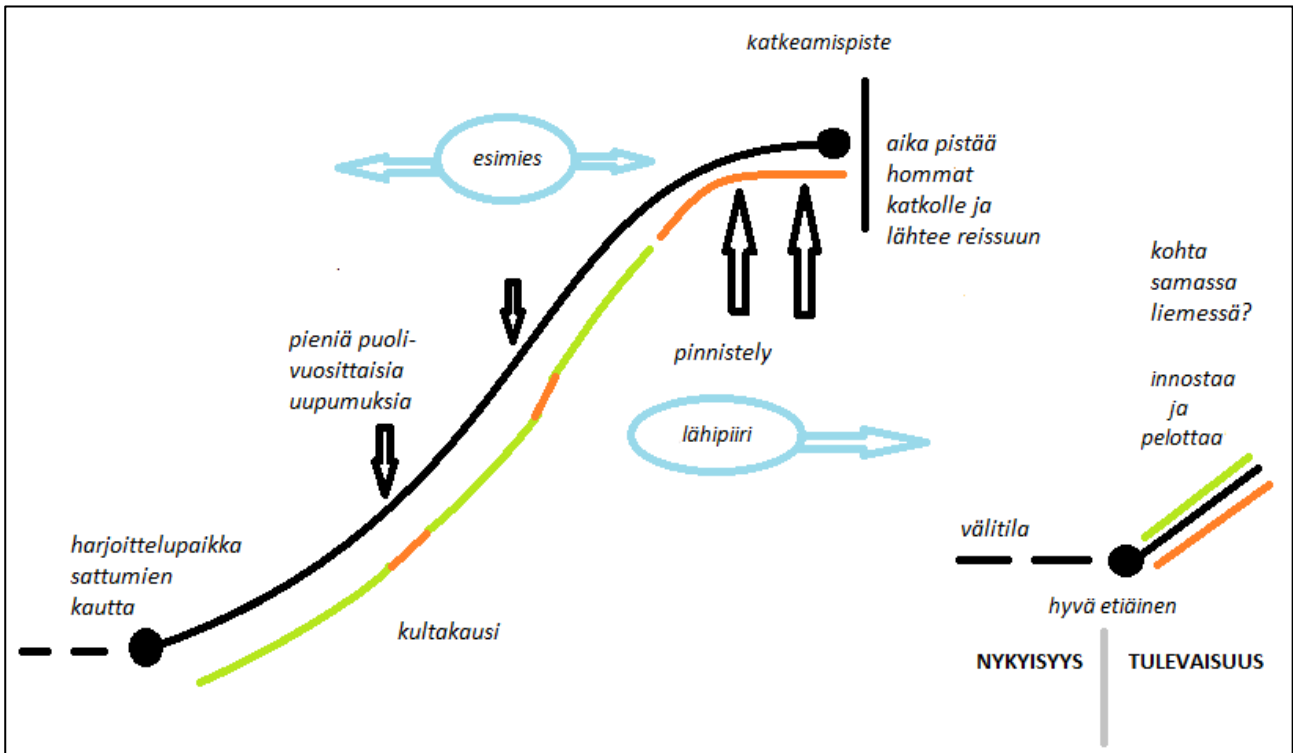 katkeamispiste
esimies
aika pistää
hommat
katkolle ja
lähtee reissuun
kohta
samassa
liemessä?
pieniä puoli-
vuosittaisia
uupumuksia
pinnistely
innostaa
ja
pelottaa
lähipiiri
harjoittelupaikka
sattumien
kautta
välitila
kultakausi
hyvä etiäinen
NYKYISYYS
TULEVAISUUS